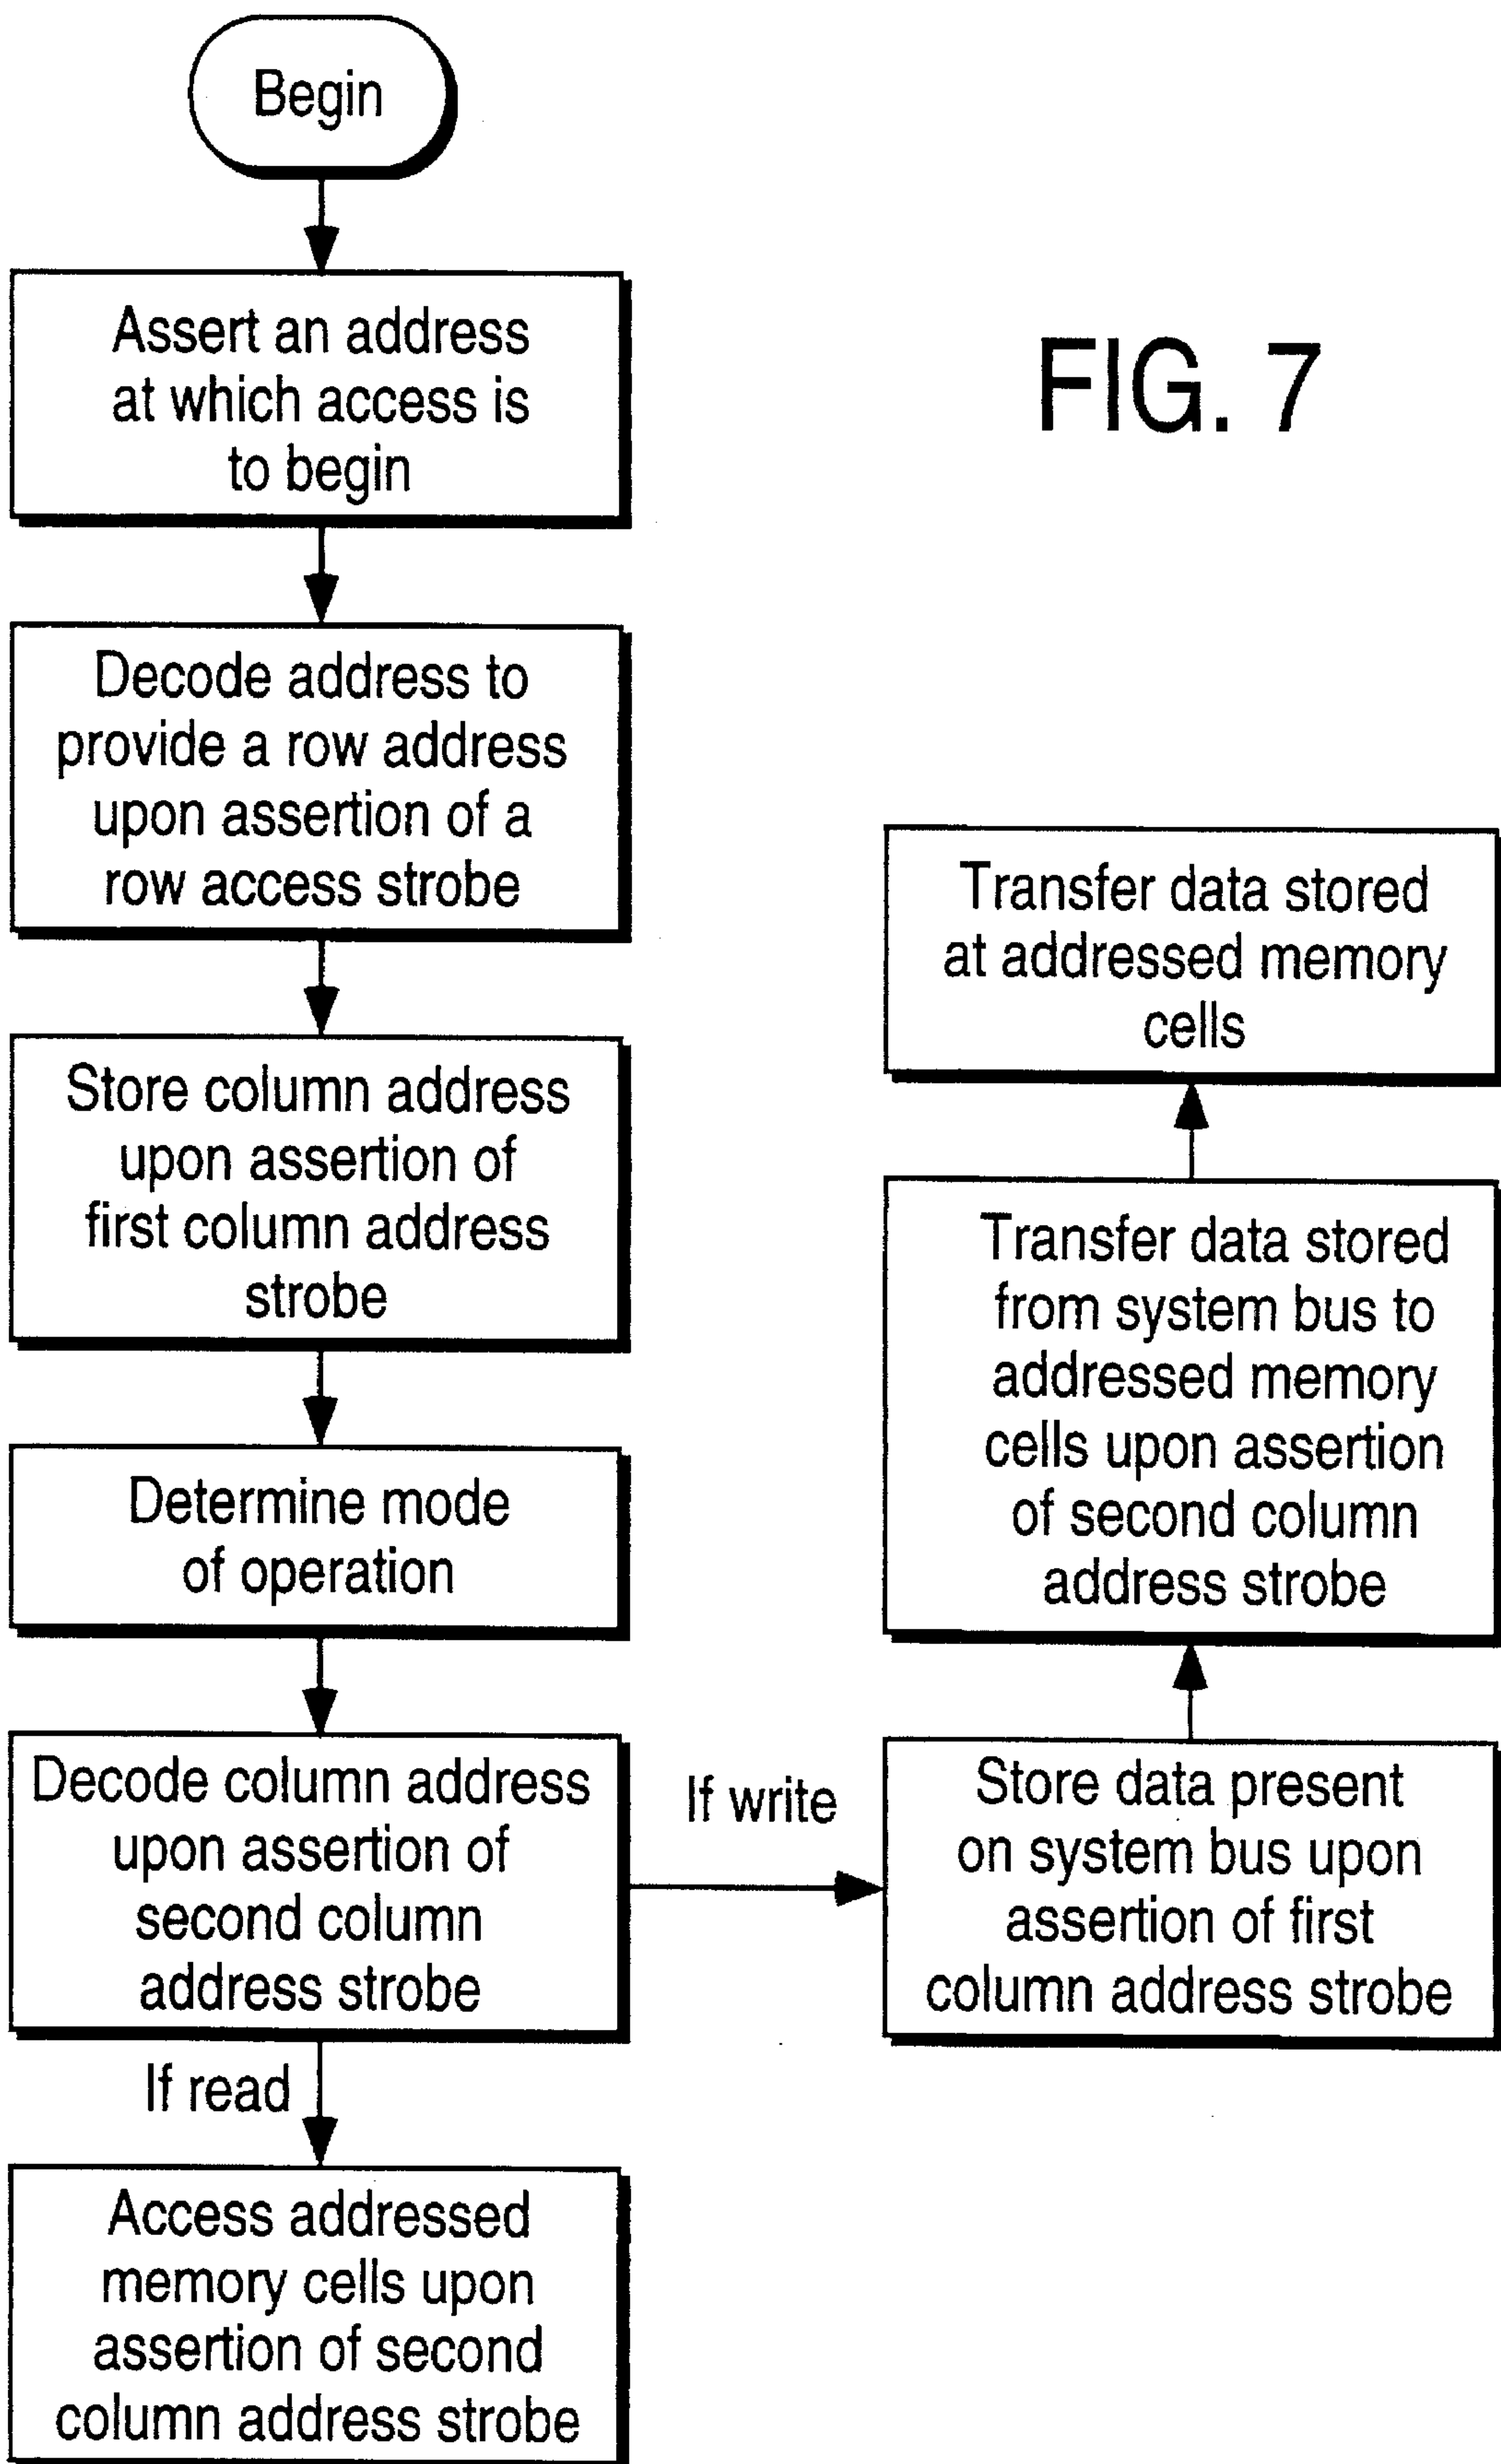 Begin
Assert an address
at which access is
to begin
FIG. 7
Decode address to
provide a row address
upon assertion of a
row access strobe
Store column address
upon assertion of
first column address
strobe
Determine mode
of operation
Decode column address
upon assertion of
second column
address strobe
If read
Access addressed
memory cells upon
assertion of second
column address strobe
If write
Store data present
on system bus upon
assertion of first
column address strobe
Transfer data stored
from system bus to
addressed memory
cells upon assertion
of second column
address strobe
Transfer data stored
at addressed memory
cells